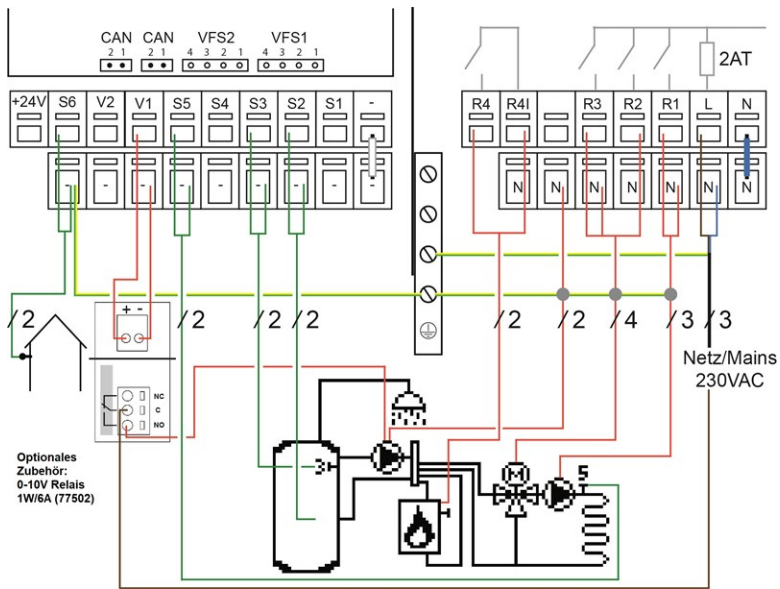 CAN CAN VFS2 VFS1
2 1 2 1 4 3 2 1 4 3 2 1
2AT
+24V S6 V2 V1 S5 S4 S3 S2 S1 -
R4 R4I R3 R2 R1 L N
- - - - - - - - -
N N N N N N
/2 /2 /2 /2 /2 /2 /4 /3 /3
+ -
Netz/Mains
230VAC
NC
C
NO
Optionales
Zubehör:
0-10V Relais
1W/6A (77502)
M
S